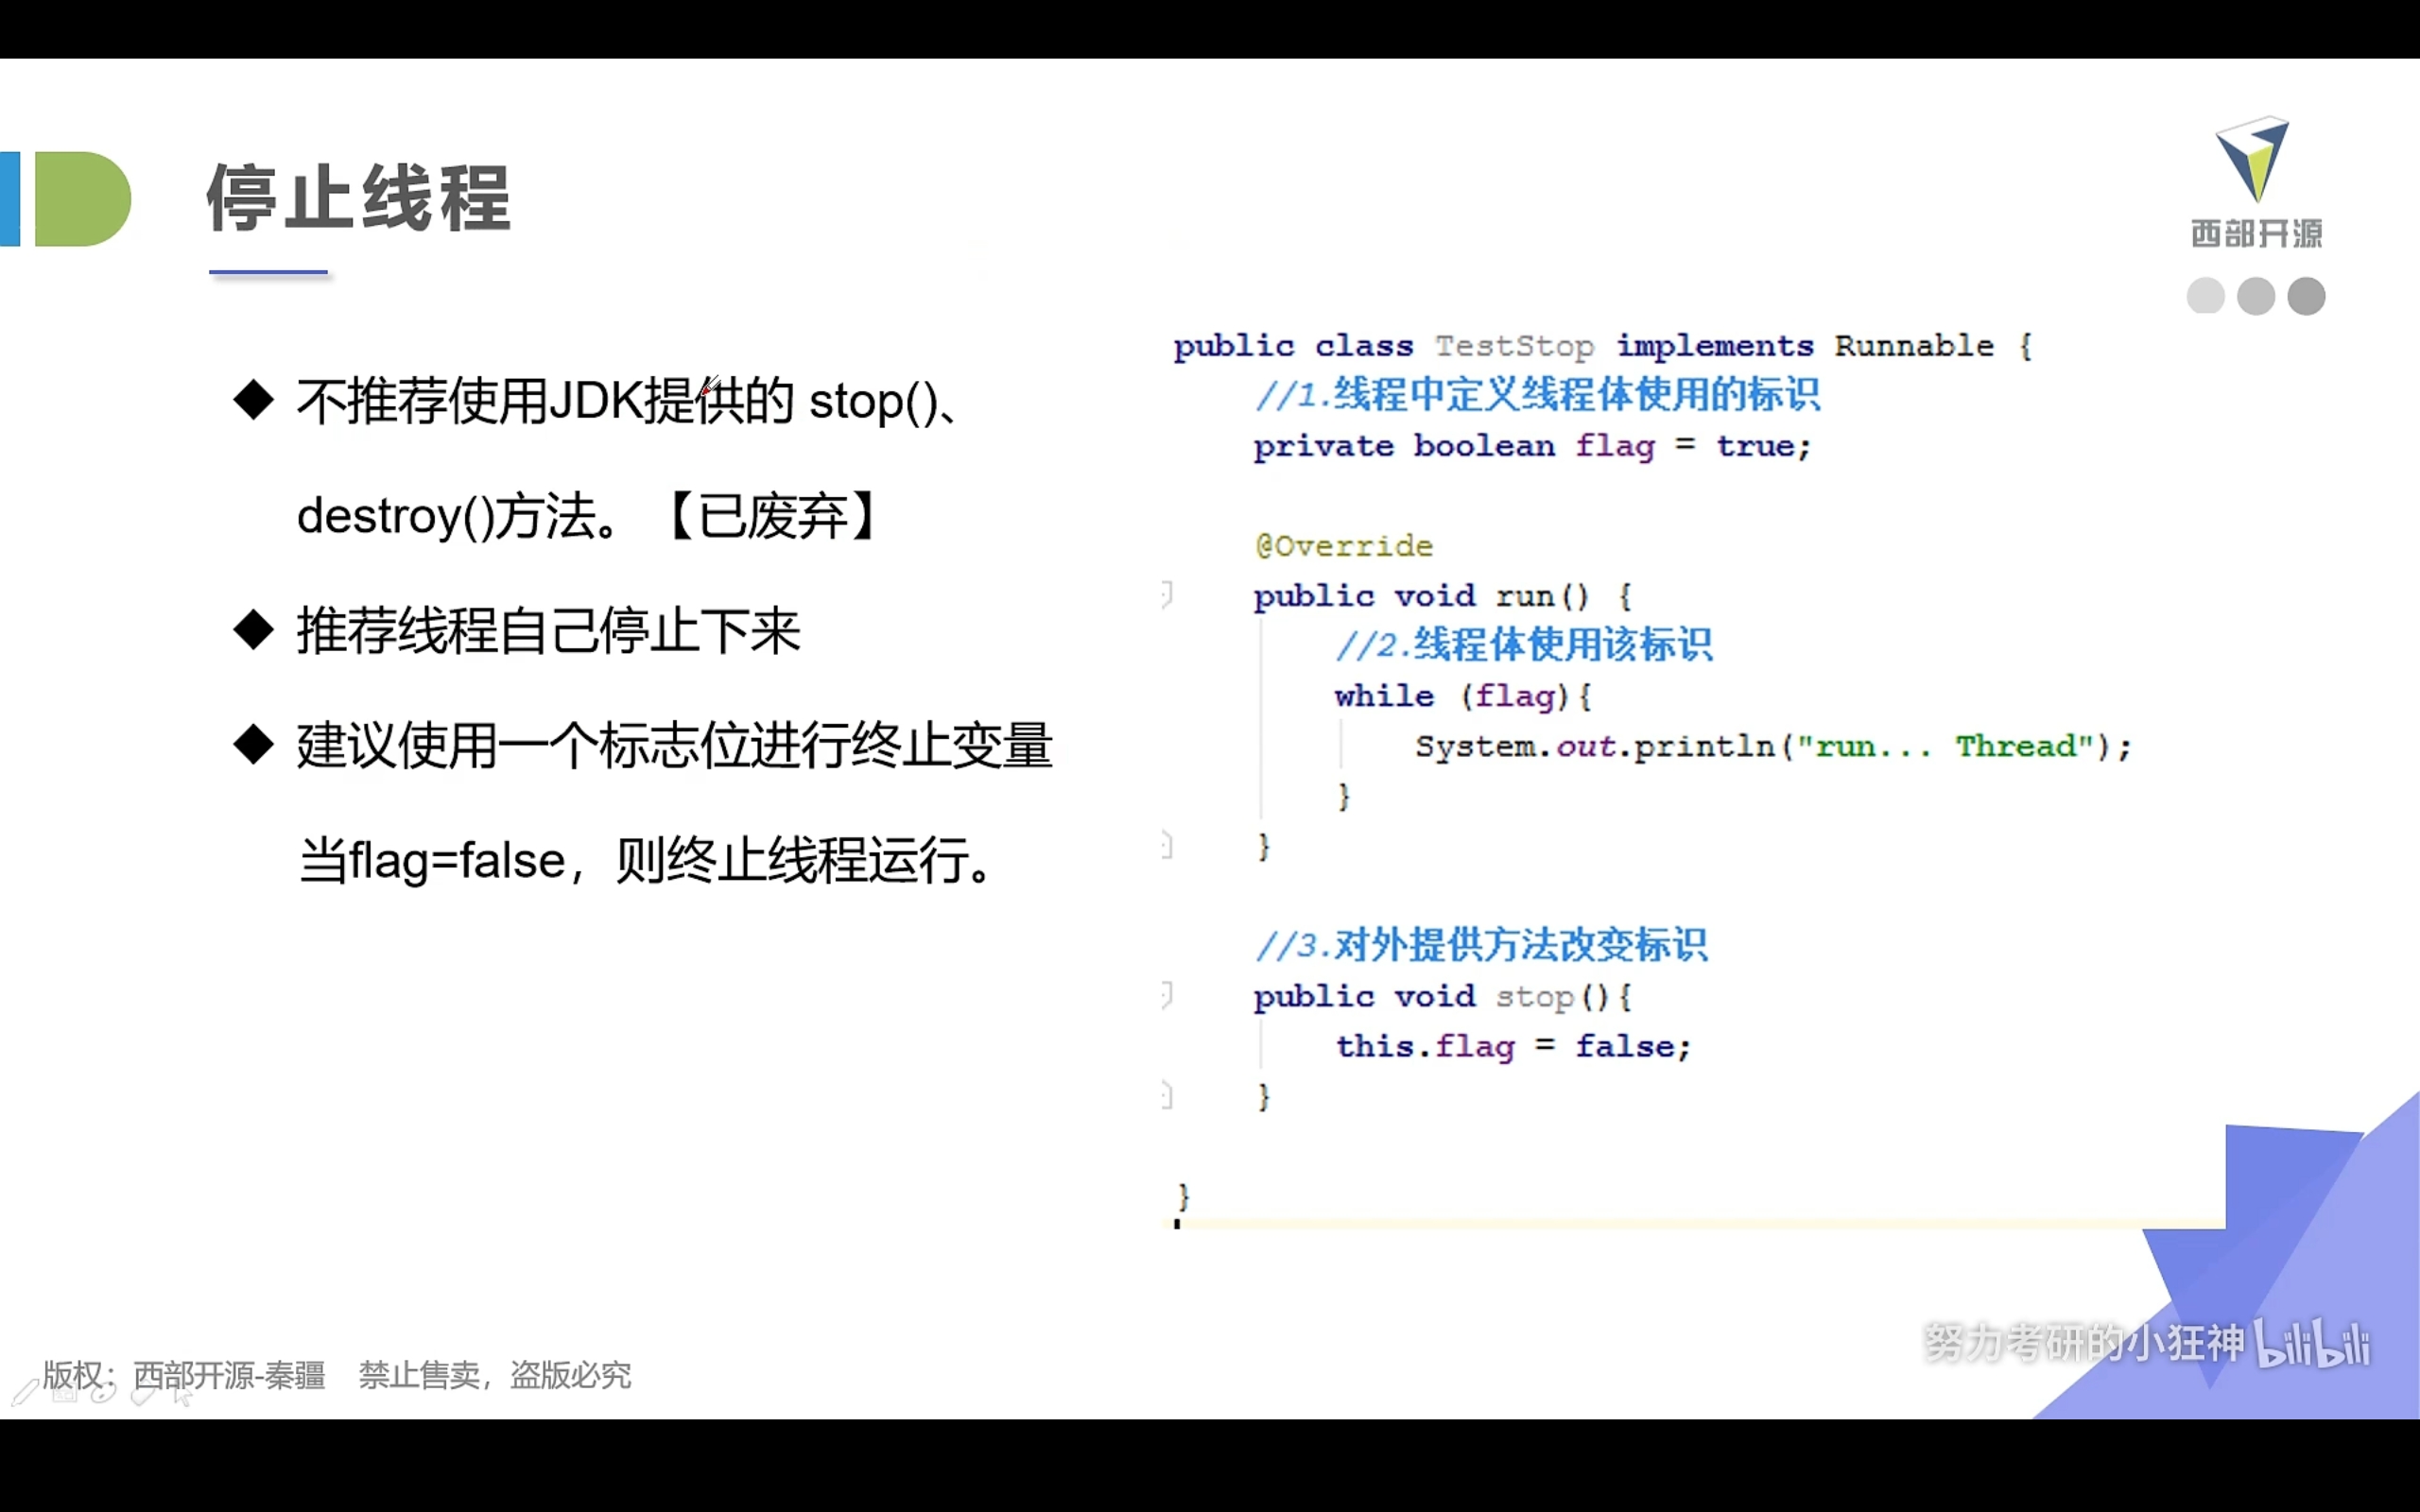 停止线程
西部开源
◆ 不推荐使用JDK提供的 stop()、
destroy()方法。【已废弃】
◆ 推荐线程自己停止下来
◆ 建议使用一个标志位进行终止变量
当flag=false，则终止线程运行。
public class TestStop implements Runnable {
    //1.线程中定义线程体使用的标识
    private boolean flag = true;
    @Override
    public void run() {
        //2.线程体使用该标识
        while (flag){
            System.out.println("run... Thread");
        }
    }
    //3.对外提供方法改变标识
    public void stop(){
        this.flag = false;
    }
}
努力考研的小狂神 bilibili
版权：西部开源-秦疆 禁止售卖，盗版必究